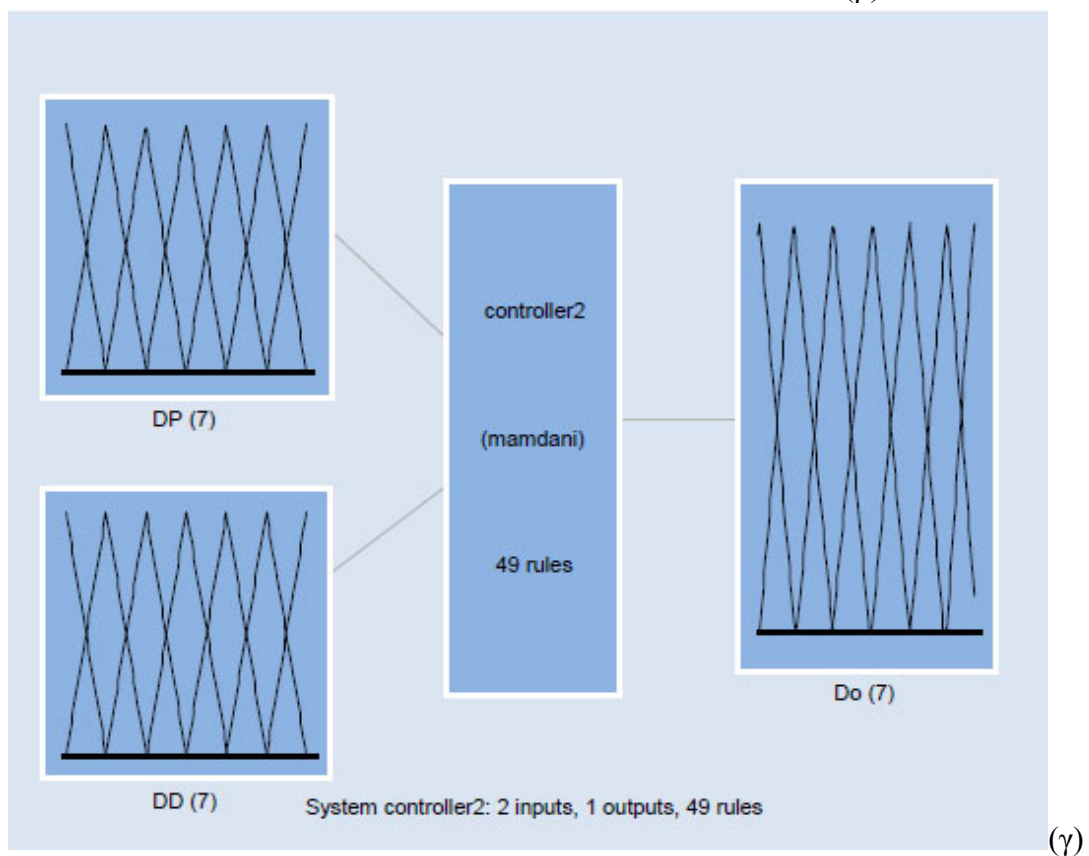 DP (7)
controller2
(mamdani)
49 rules
DD (7)
Do (7)
System controller2: 2 inputs, 1 outputs, 49 rules
(γ)